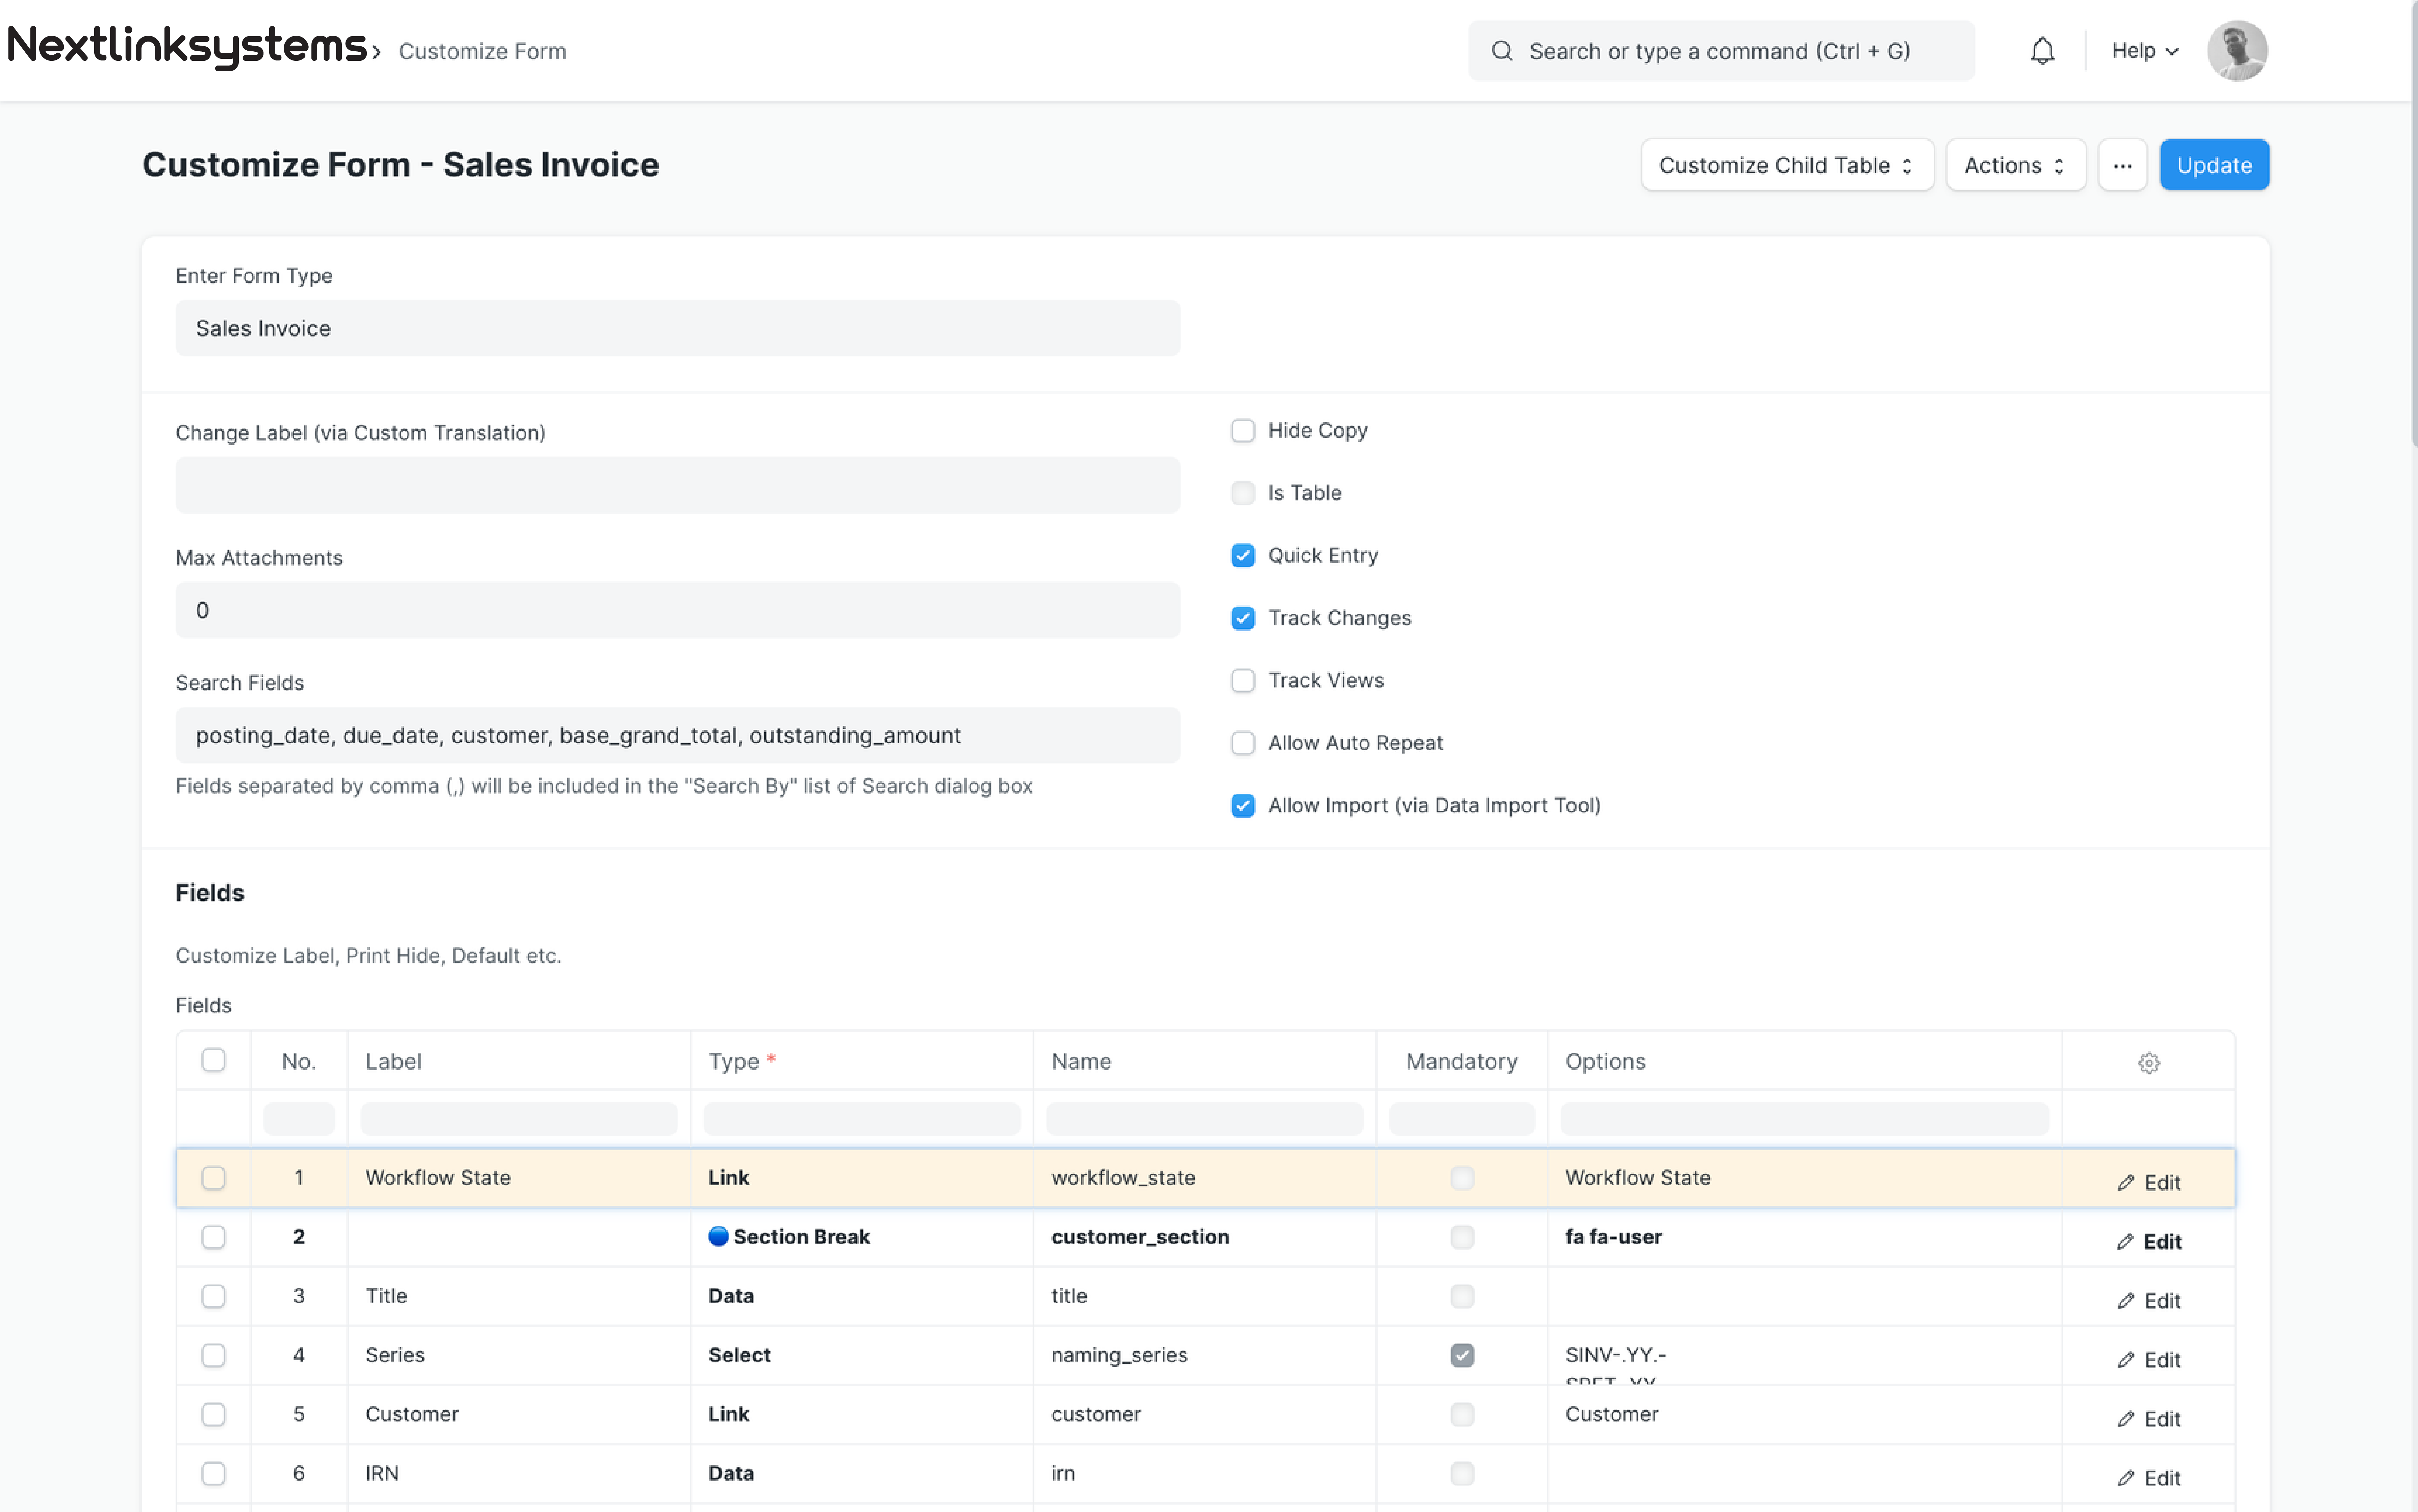 Nextlinksystems › Customize Form
Search or type a command (Ctrl + G)
Help
Customize Form - Sales Invoice
Customize Child Table
Actions
...
Update
Enter Form Type
Sales Invoice
Change Label (via Custom Translation)
Max Attachments
0
Search Fields
posting_date, due_date, customer, base_grand_total, outstanding_amount
Fields separated by comma (,) will be included in the "Search By" list of Search dialog box
Hide Copy
Is Table
Quick Entry
Track Changes
Track Views
Allow Auto Repeat
Allow Import (via Data Import Tool)
Fields
Customize Label, Print Hide, Default etc.
Fields
No. Label Type * Name Mandatory Options
1 Workflow State Link workflow_state Workflow State Edit
2 Section Break customer_section fa fa-user Edit
3 Title Data title Edit
4 Series Select naming_series SINV-.YY.- Edit
5 Customer Link customer Customer Edit
6 IRN Data irn Edit